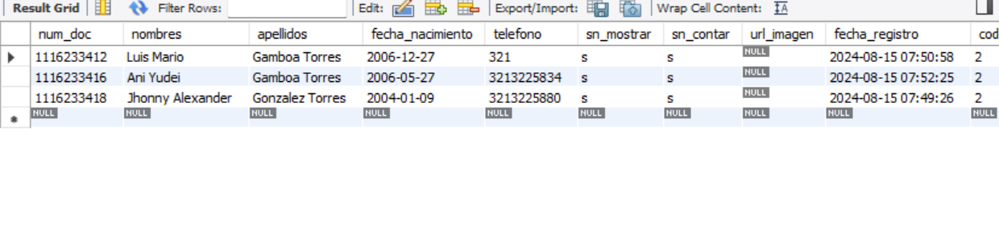 Result Grid Filter Rows: Edit: Export/Import: Wrap Cell Content: IA
num_doc nombres apellidos fecha_nacimiento telefono sn_mostrar sn_contar url_imagen fecha_registro cod
1116233412 Luis Mario Gamboa Torres 2006-12-27 321 s s NULL 2024-08-15 07:50:58 2
1116233416 Ani Yudei Gamboa Torres 2006-05-27 3213225834 s s NULL 2024-08-15 07:52:25 2
1116233418 Jhonny Alexander Gonzalez Torres 2004-01-09 3213225880 s s NULL 2024-08-15 07:49:26 2
NULL NULL NULL NULL NULL NULL NULL NULL NULL NULL